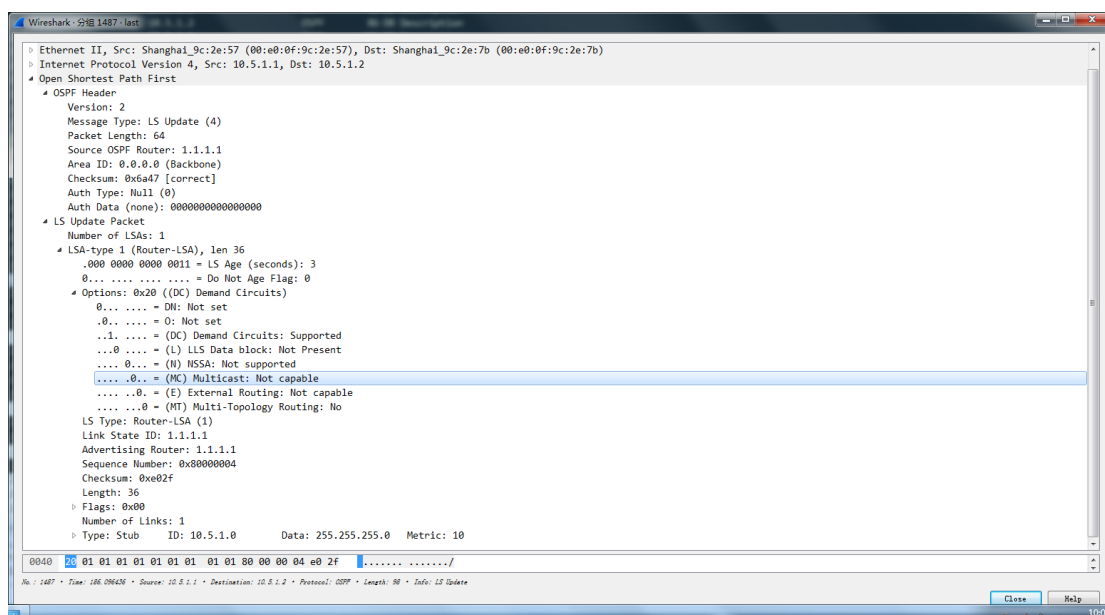 Wireshark · 分组 1487 · last
Ethernet II, Src: Shanghai_9c:2e:57 (00:e0:0f:9c:2e:57), Dst: Shanghai_9c:2e:7b (00:e0:0f:9c:2e:7b)
Internet Protocol Version 4, Src: 10.5.1.1, Dst: 10.5.1.2
Open Shortest Path First
OSPF Header
Version: 2
Message Type: LS Update (4)
Packet Length: 64
Source OSPF Router: 1.1.1.1
Area ID: 0.0.0.0 (Backbone)
Checksum: 0x6a47 [correct]
Auth Type: Null (0)
Auth Data (none): 0000000000000000
LS Update Packet
Number of LSAs: 1
LSA-type 1 (Router-LSA), len 36
.000 0000 0000 0011 = LS Age (seconds): 3
0... .... .... .... = Do Not Age Flag: 0
Options: 0x20 ((DC) Demand Circuits)
0... .... = DN: Not set
.0.. .... = O: Not set
..1. .... = (DC) Demand Circuits: Supported
...0 .... = (L) LLS Data block: Not Present
.... 0... = (N) NSSA: Not supported
.... .0.. = (MC) Multicast: Not capable
.... ..0. = (E) External Routing: Not capable
.... ...0 = (MT) Multi-Topology Routing: No
LS Type: Router-LSA (1)
Link State ID: 1.1.1.1
Advertising Router: 1.1.1.1
Sequence Number: 0x80000004
Checksum: 0xe02f
Length: 36
Flags: 0x00
Number of Links: 1
Type: Stub ID: 10.5.1.0 Data: 255.255.255.0 Metric: 10
0040 20 01 01 01 01 01 01 01 01 01 80 00 00 04 e0 2f ....... ......./
No.: 1487 · Time: 186.096436 · Source: 10.5.1.1 · Destination: 10.5.1.2 · Protocol: OSPF · Length: 98 · Info: LS Update
Close Help